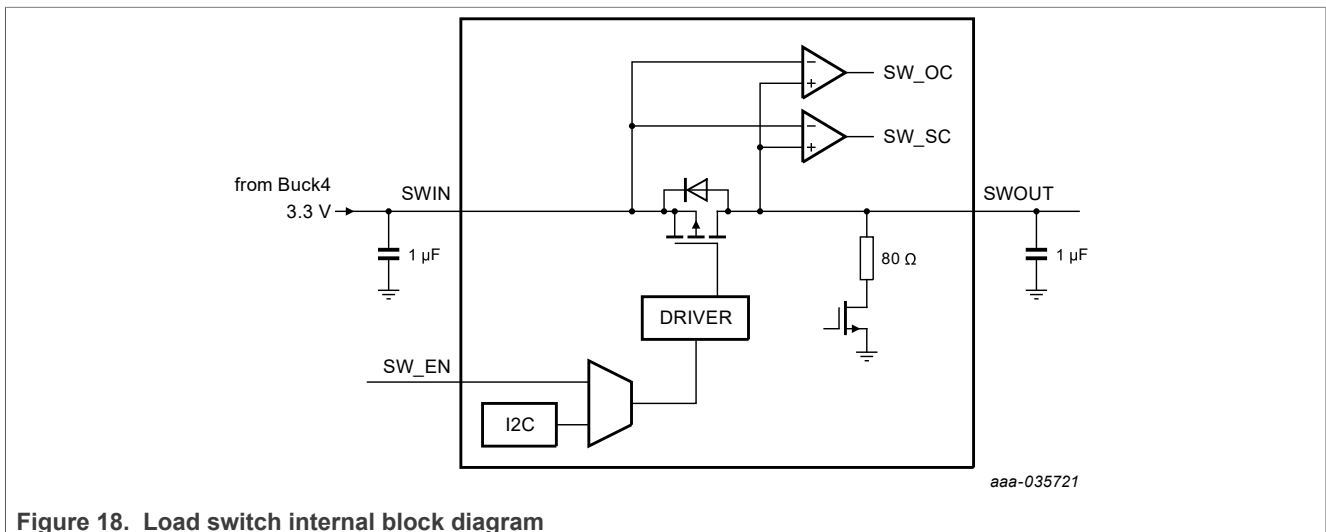 SW_OC
SW_SC
from Buck4
3.3 V
SWIN
SWOUT
1 µF
80 Ω
1 µF
DRIVER
SW_EN
I2C
−
+
−
+
aaa-035721
Figure 18. Load switch internal block diagram